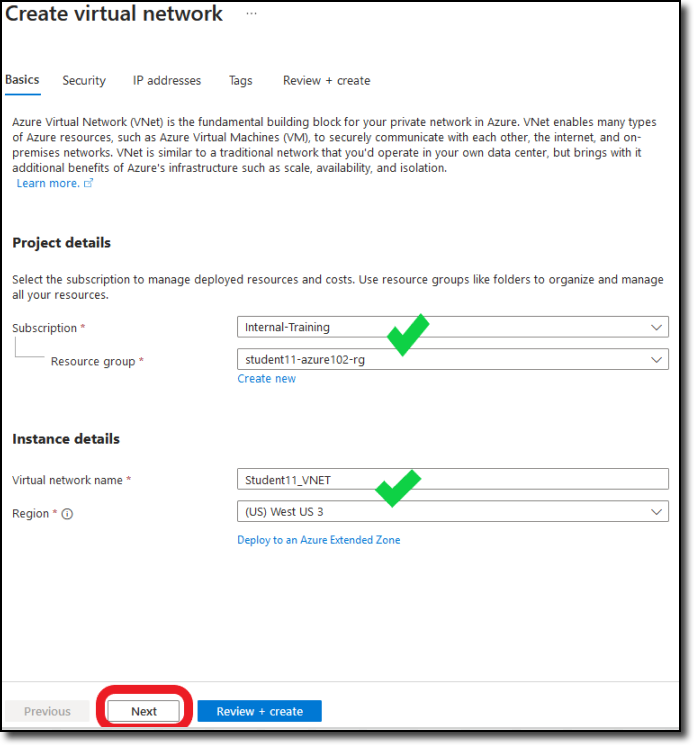 Create virtual network ...
Basics Security IP addresses Tags Review + create
Azure Virtual Network (VNet) is the fundamental building block for your private network in Azure. VNet enables many types
of Azure resources, such as Azure Virtual Machines (VM), to securely communicate with each other, the internet, and on-
premises networks. VNet is similar to a traditional network that you'd operate in your own data center, but brings with it
additional benefits of Azure's infrastructure such as scale, availability, and isolation.
Learn more.
Project details
Select the subscription to manage deployed resources and costs. Use resource groups like folders to organize and manage
all your resources.
Subscription * Internal-Training
Resource group * student11-azure102-rg
Create new
Instance details
Virtual network name * Student11_VNET
Region * (US) West US 3
Deploy to an Azure Extended Zone
Previous Next Review + create